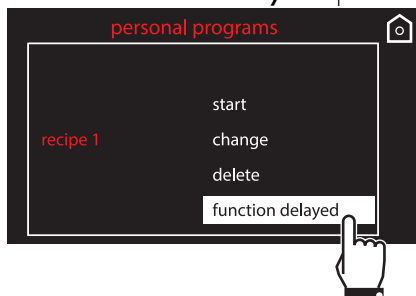 personal programs
start
recipe 1
change
delete
function delayed